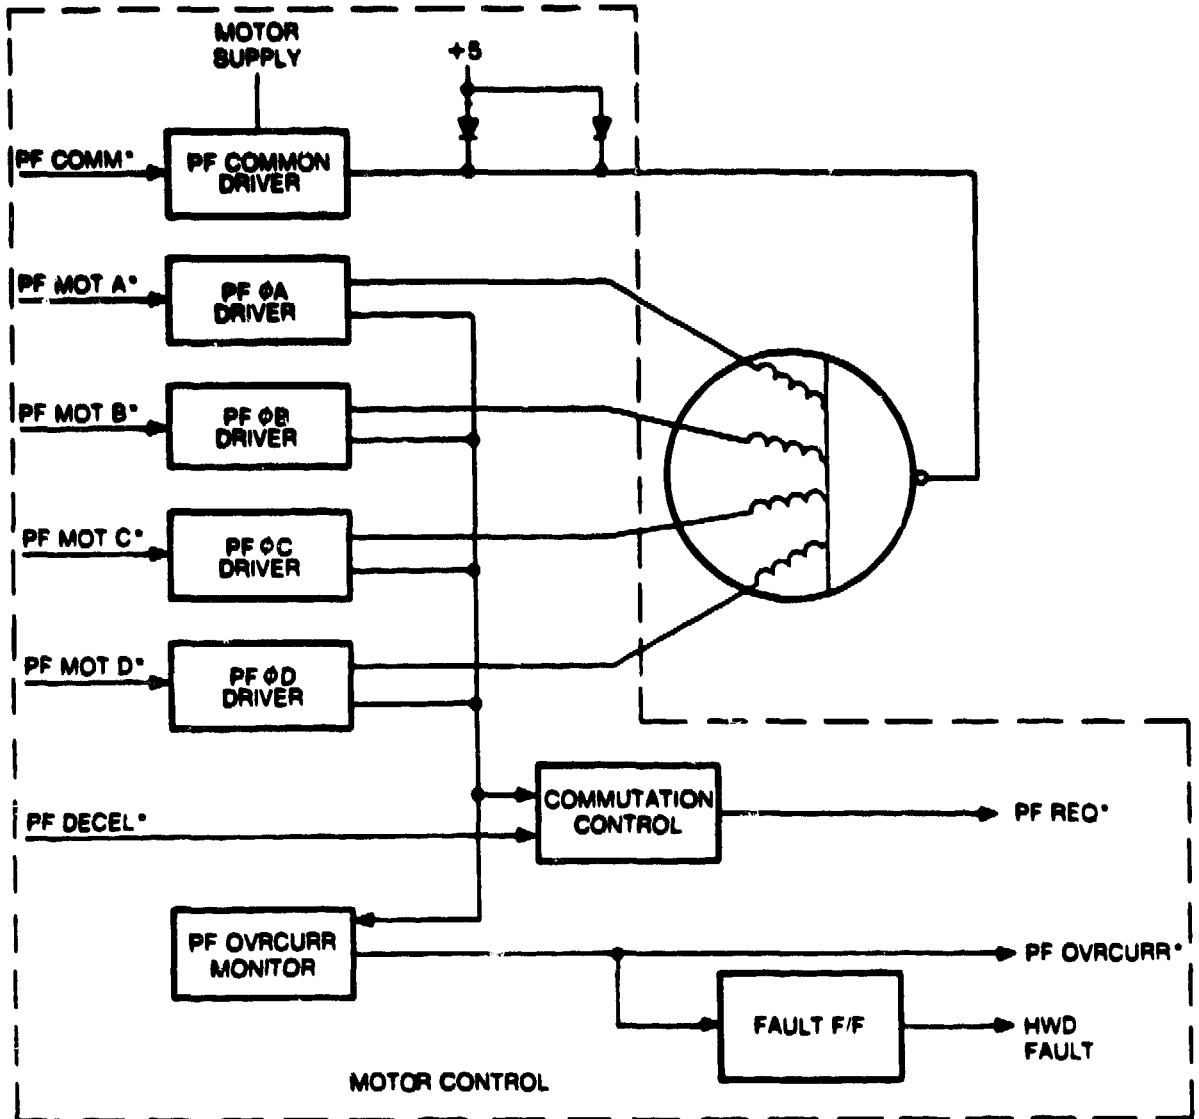 MOTOR
SUPPLY
+5
PF COMM*
PF COMMON
DRIVER
PF MOT A*
PF ΦA
DRIVER
PF MOT B*
PF ΦB
DRIVER
PF MOT C*
PF ΦC
DRIVER
PF MOT D*
PF ΦD
DRIVER
COMMUTATION
CONTROL
PF REQ*
PF DECEL*
PF OVRCURR
MONITOR
PF OVRCURR*
FAULT F/F
HWD
FAULT
MOTOR CONTROL